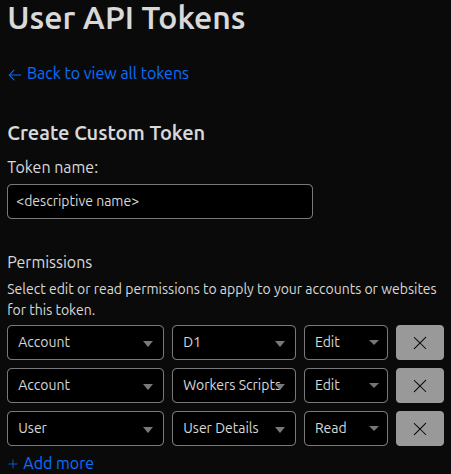 User API Tokens
← Back to view all tokens
Create Custom Token
Token name:
<descriptive name>
Permissions
Select edit or read permissions to apply to your accounts or websites
for this token.
Account D1 Edit
Account Workers Scripts Edit
User User Details Read
+ Add more